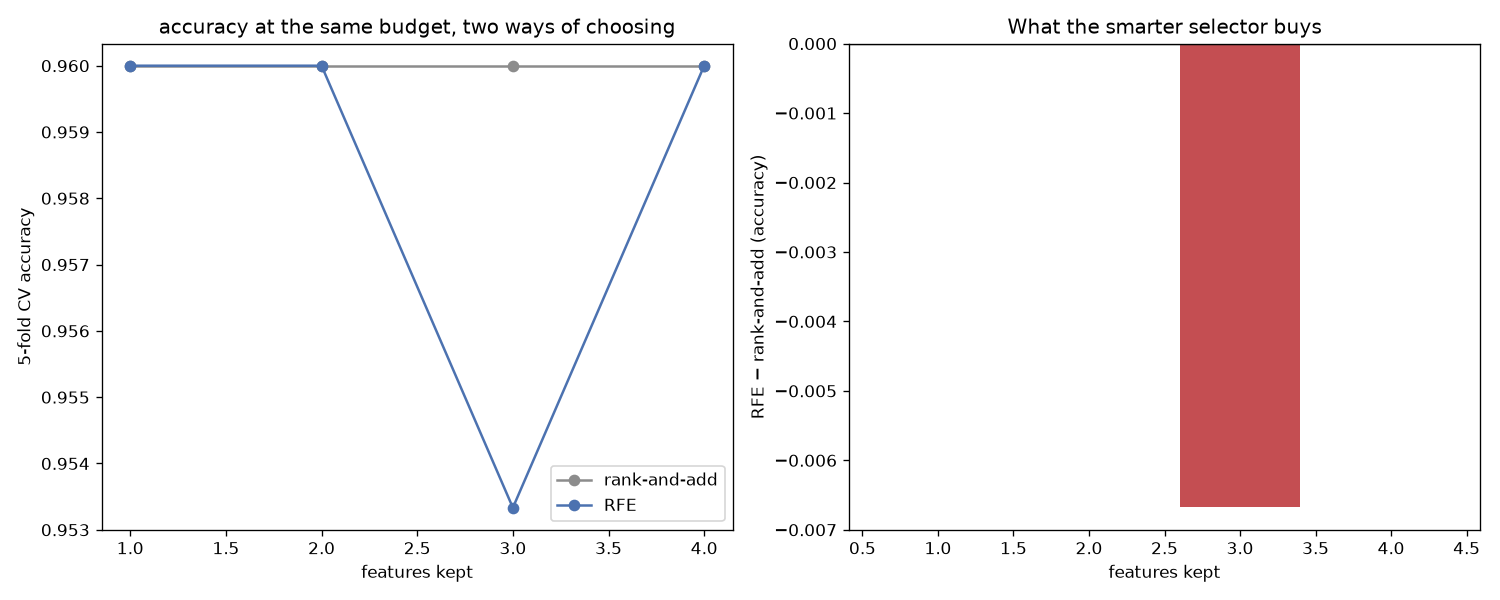 accuracy at the same budget, two ways of choosing
0.960
0.959
0.958
0.957
0.956
0.955
0.954
0.953
5-fold CV accuracy
1.0 1.5 2.0 2.5 3.0 3.5 4.0
features kept
rank-and-add
RFE
What the smarter selector buys
0.000
−0.001
−0.002
−0.003
−0.004
−0.005
−0.006
−0.007
RFE − rank-and-add (accuracy)
0.5 1.0 1.5 2.0 2.5 3.0 3.5 4.0 4.5
features kept